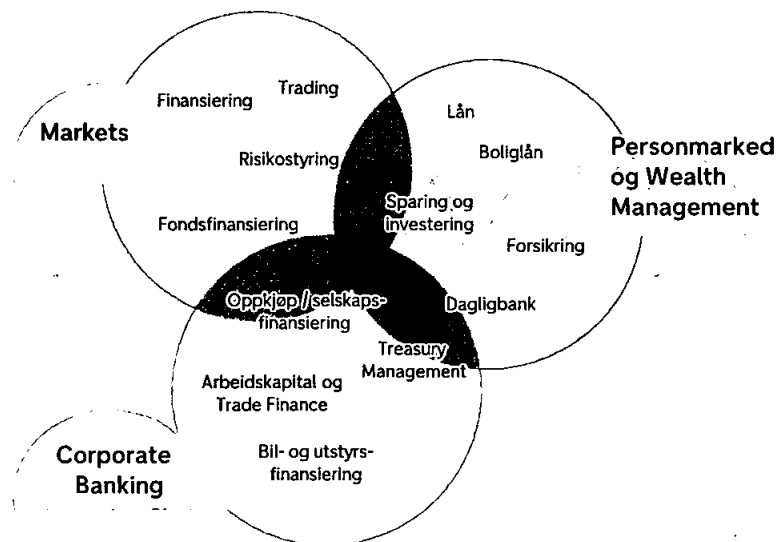 Finansiering
Trading
Markets
Risikostyring
Fondsfinansiering
Lån
Boliglån
Personmarked
og Wealth
Management
Sparing og
investering
Forsikring
Dagligbank
Oppkjøp / selskaps-
finansiering
Treasury
Management
Arbeidskapital og
Trade Finance
Bil- og utstyrs-
finansiering
Corporate
Banking